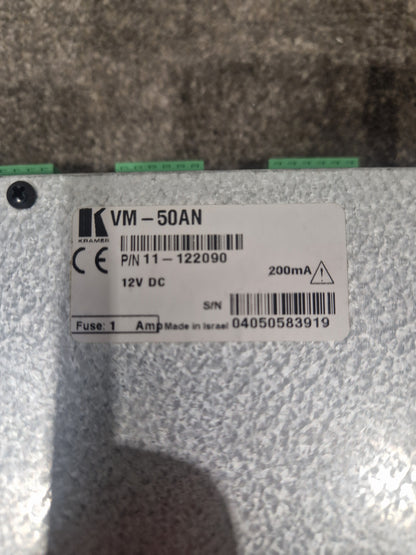 K
KRAMER
VM-50AN
CE
P/N 11-122090
12V DC
200mA
S/N
04050583919
Fuse: 1 Amp
Made in Israel